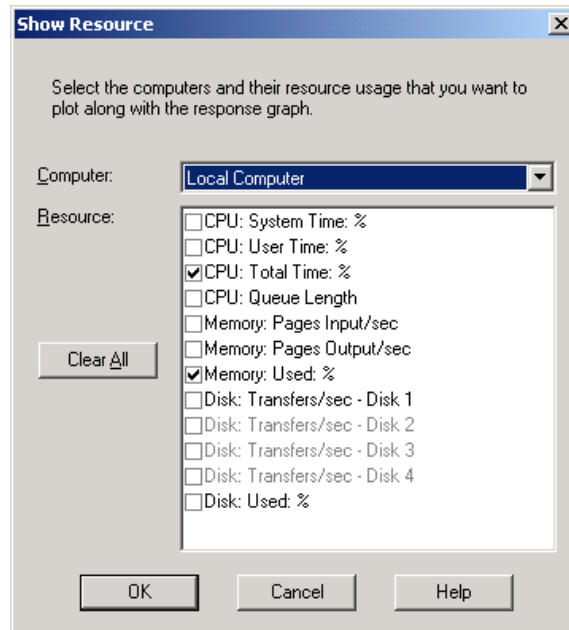 Show Resource
Select the computers and their resource usage that you want to
plot along with the response graph.
Computer:
Local Computer
Resource:
CPU: System Time: %
CPU: User Time: %
CPU: Total Time: %
CPU: Queue Length
Memory: Pages Input/sec
Memory: Pages Output/sec
Clear All
Memory: Used: %
Disk: Transfers/sec - Disk 1
Disk: Transfers/sec - Disk 2
Disk: Transfers/sec - Disk 3
Disk: Transfers/sec - Disk 4
Disk: Used: %
OK
Cancel
Help